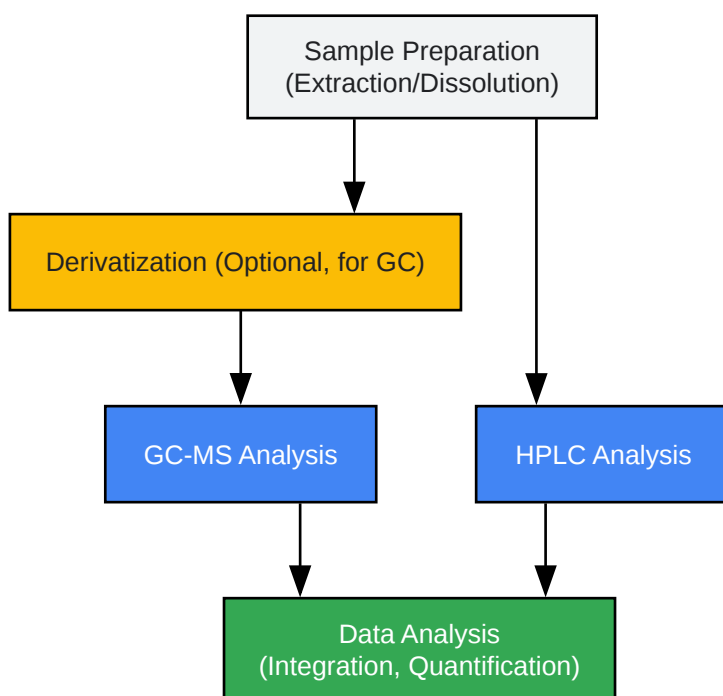 Sample Preparation
(Extraction/Dissolution)
Derivatization (Optional, for GC)
GC-MS Analysis
HPLC Analysis
Data Analysis
(Integration, Quantification)